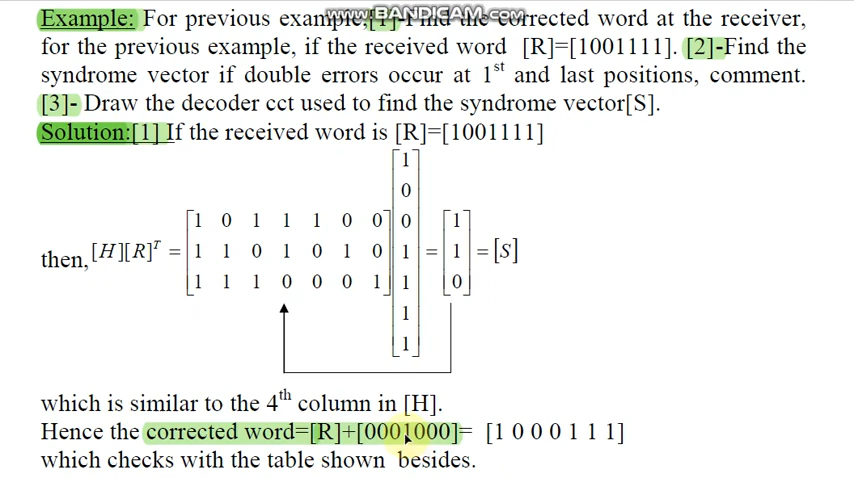 www.BANDICAM.com
Example: For previous example,[1]-Find the corrected word at the receiver,
for the previous example, if the received word [R]=[1001111]. [2]-Find the
syndrome vector if double errors occur at 1st and last positions, comment.
[3]- Draw the decoder cct used to find the syndrome vector[S].
Solution:[1] If the received word is [R]=[1001111]
then, [H][R]^T = [1 0 1 1 1 0 0; 1 1 0 1 0 1 0; 1 1 1 0 0 0 1] [1; 0; 0; 1; 1; 1; 1] = [1; 1; 0] = [S]
which is similar to the 4th column in [H].
Hence the corrected word=[R]+[0001000]= [1 0 0 0 1 1 1]
which checks with the table shown besides.